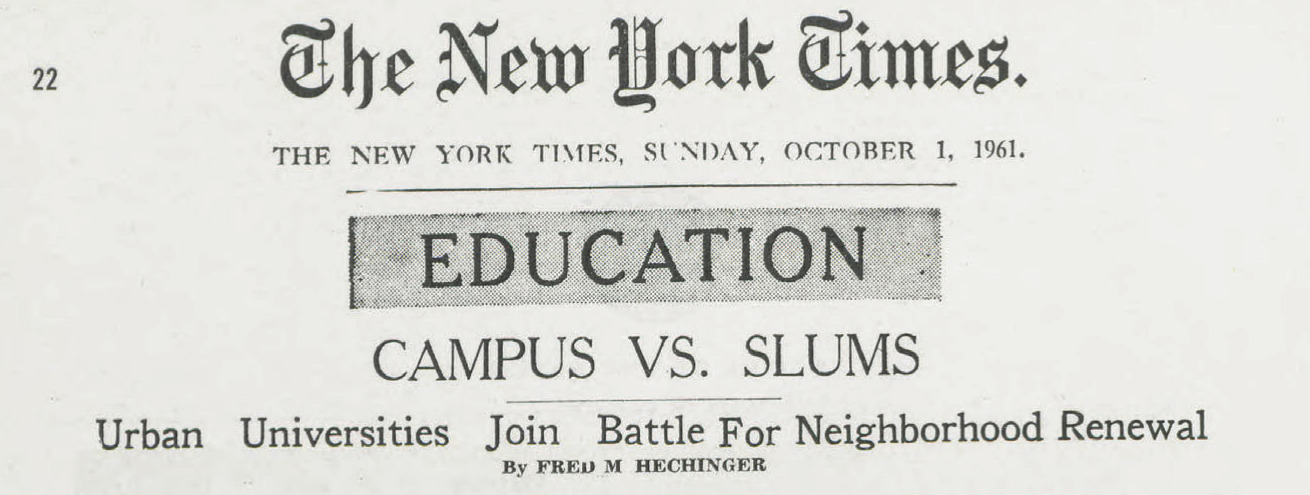 22
The New York Times.
THE NEW YORK TIMES, SUNDAY, OCTOBER 1, 1961.
EDUCATION
CAMPUS VS. SLUMS
Urban Universities Join Battle For Neighborhood Renewal
By FRED M HECHINGER